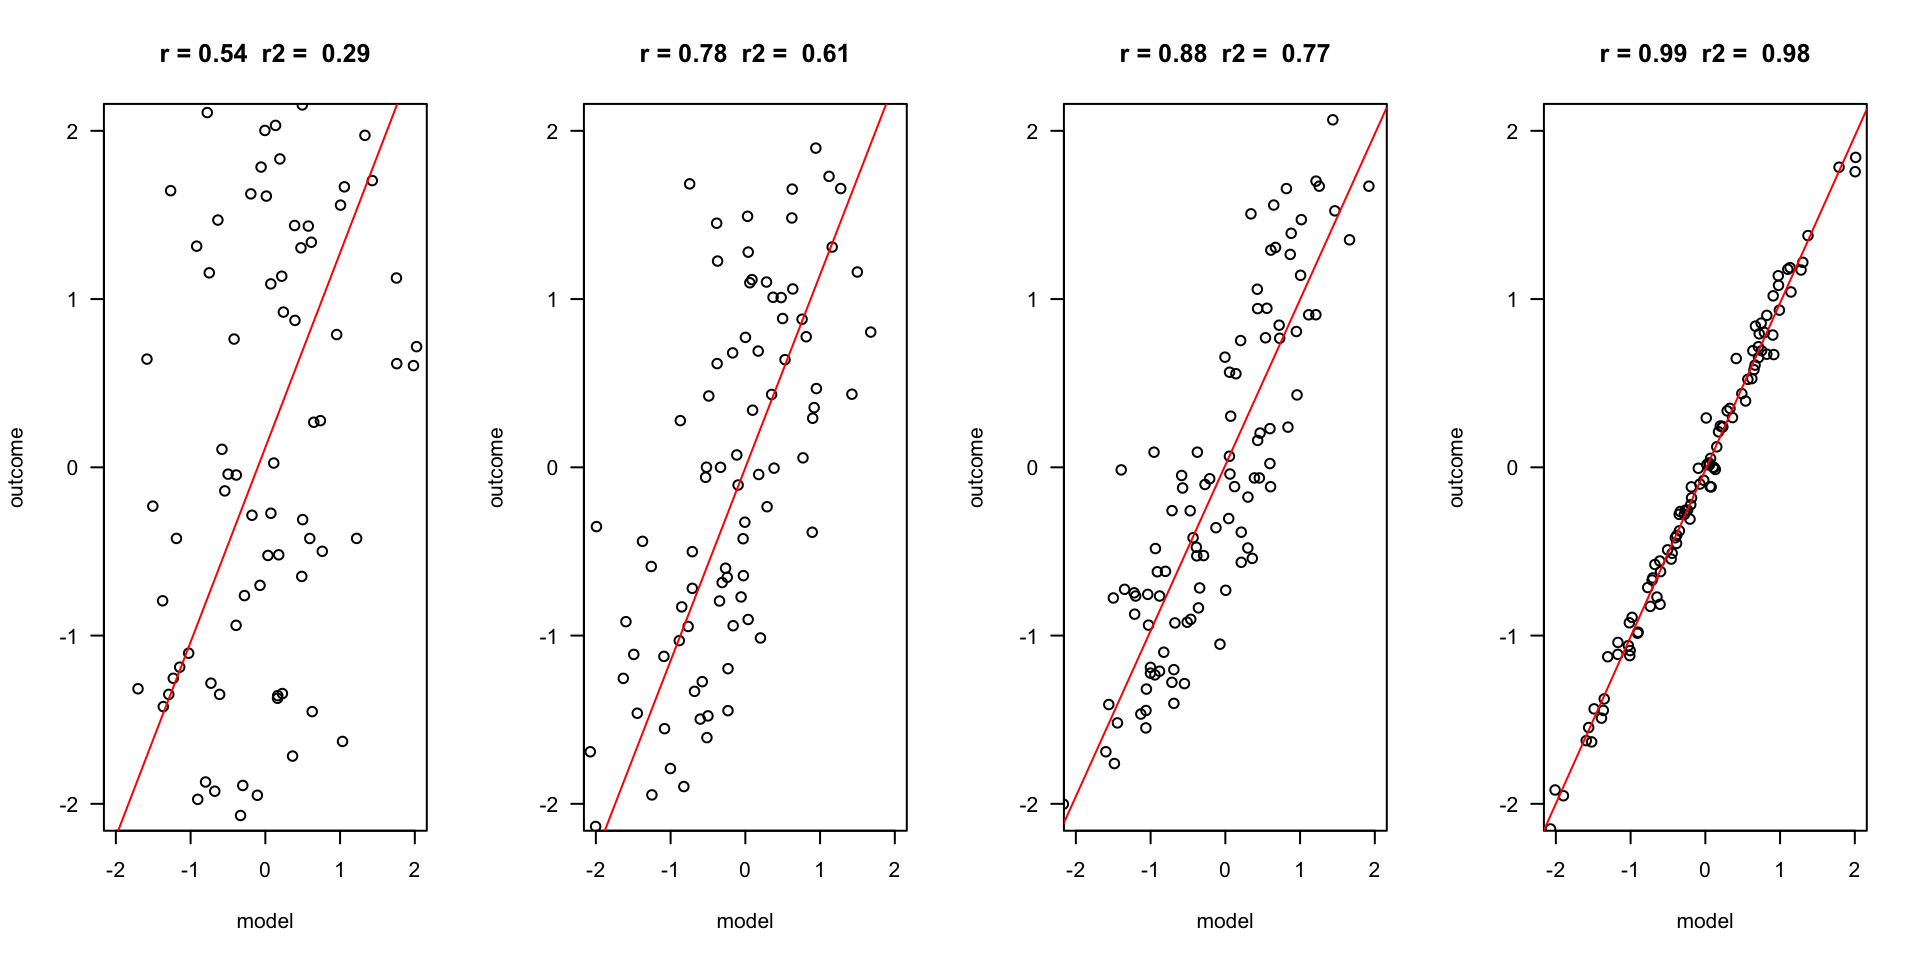 r = 0.54  r2 =  0.29
outcome
2
1
0
-1
-2
-2 -1 0 1 2
model
r = 0.78  r2 =  0.61
outcome
2
1
0
-1
-2
-2 -1 0 1 2
model
r = 0.88  r2 =  0.77
outcome
2
1
0
-1
-2
-2 -1 0 1 2
model
r = 0.99  r2 =  0.98
outcome
2
1
0
-1
-2
-2 -1 0 1 2
model